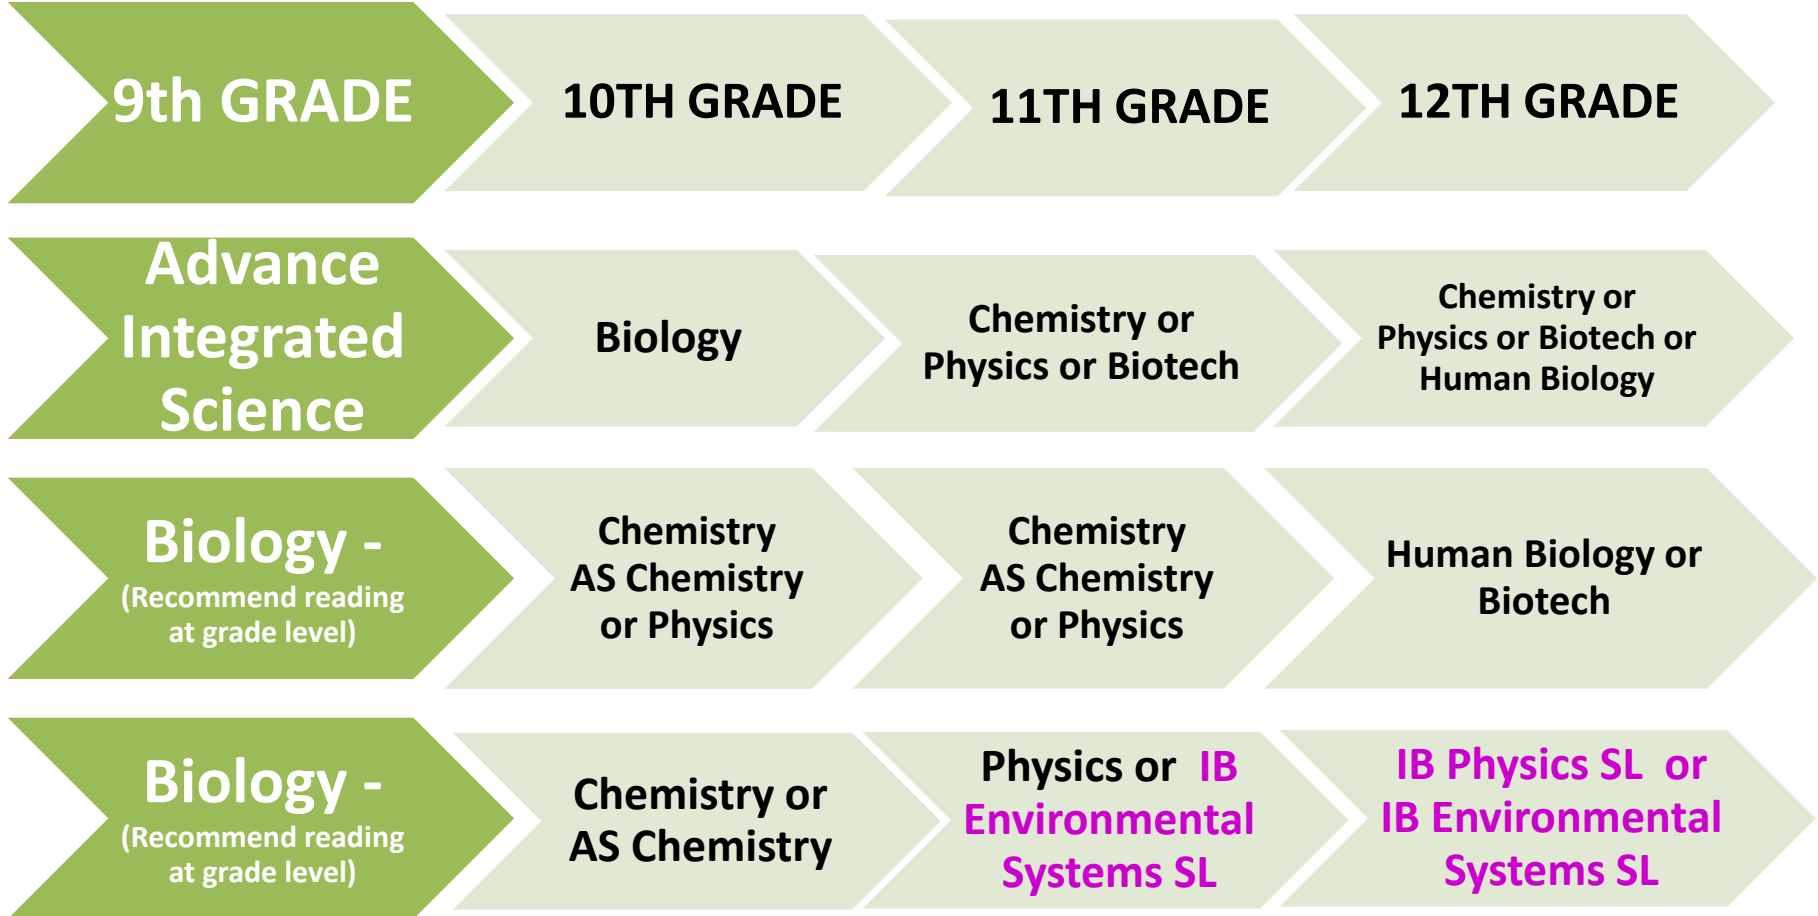 9th GRADE
10TH GRADE
11TH GRADE
12TH GRADE
Advance
Integrated
Science
Biology
Chemistry or
Physics or Biotech
Chemistry or
Physics or Biotech or
Human Biology
Biology -
(Recommend reading
at grade level)
Chemistry
AS Chemistry
or Physics
Chemistry
AS Chemistry
or Physics
Human Biology or
Biotech
Biology -
(Recommend reading
at grade level)
Chemistry or
AS Chemistry
Physics or IB
Environmental
Systems SL
IB Physics SL or
IB Environmental
Systems SL